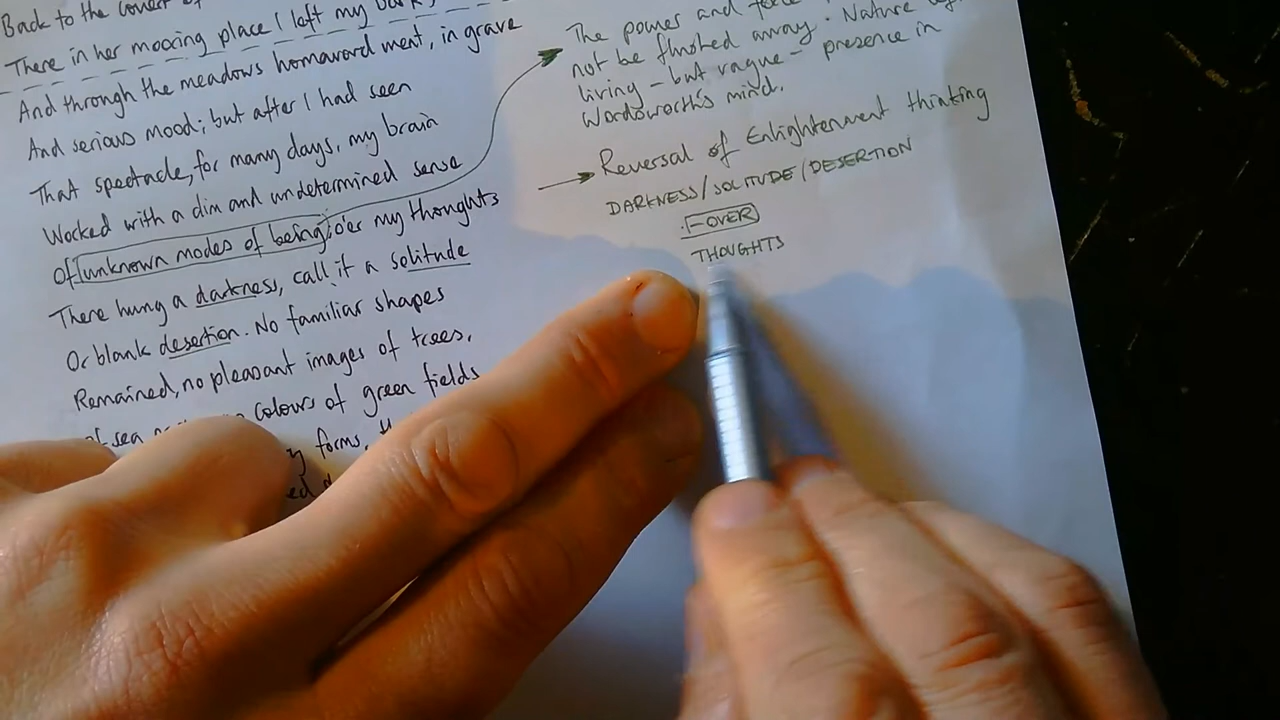 Back to the covert of
There in her mooring place I left my bark,
And through the meadows homeward went, in grave
And serious mood; but after I had seen
That spectacle, for many days, my brain
Worked with a dim and undetermined sense
Of unknown modes of being; o'er my thoughts
There hung a darkness, call it a solitude
Or blank desertion. No familiar shapes
Remained, no pleasant images of trees,
Of sea colours of green fields
forms,
The power and
not be flushed away. Nature
living - but vague - presence in
Wordsworth's mind.
Reversal of Enlightenment thinking
DARKNESS/SOLITUDE/DESERTION
OVER
THOUGHTS